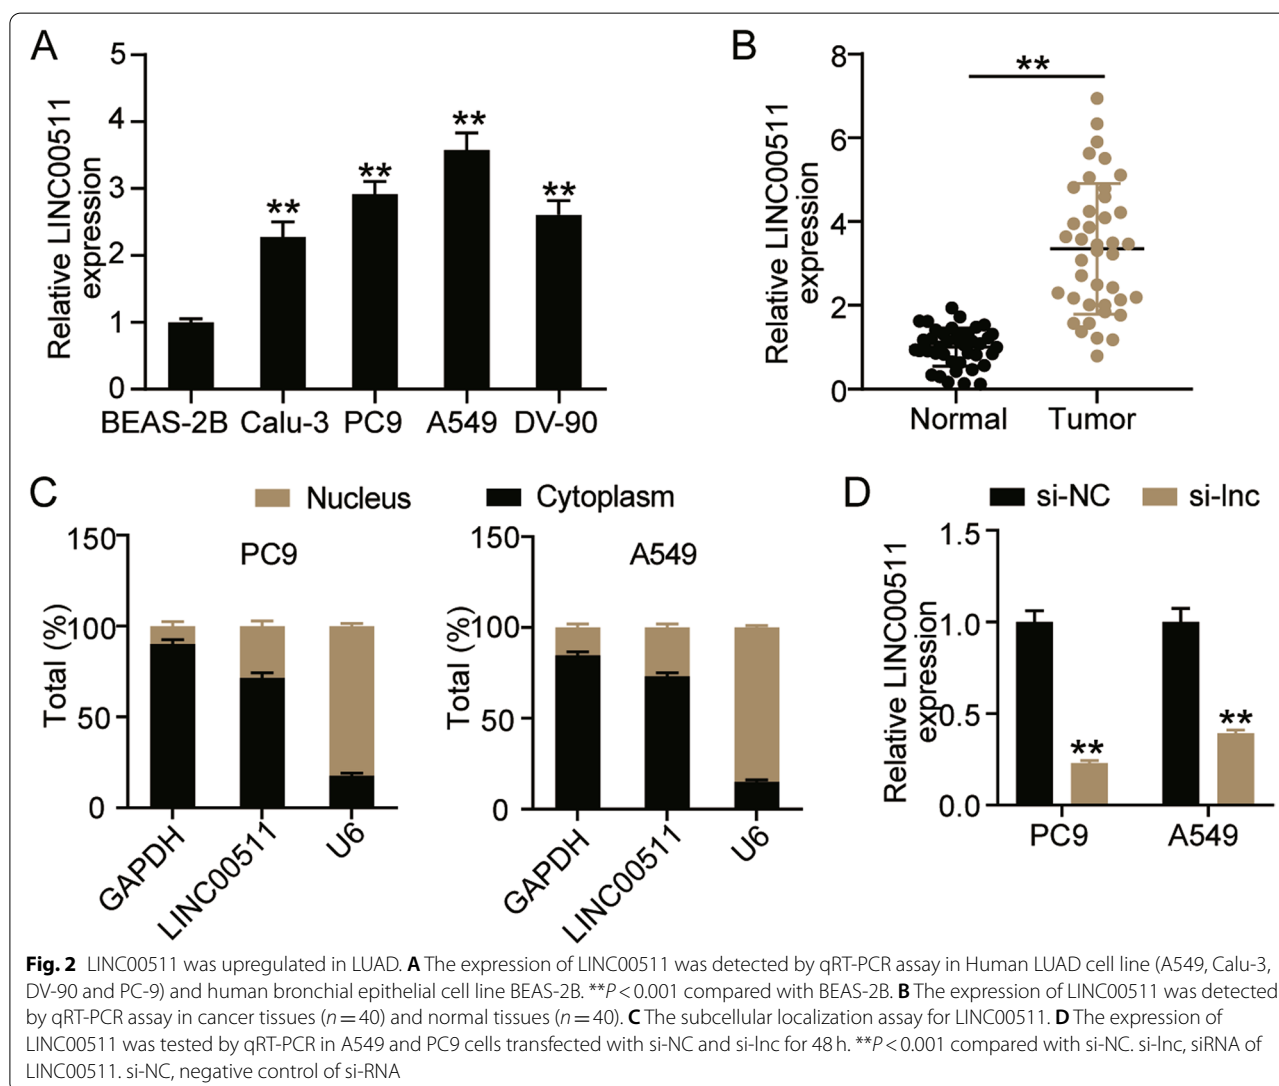 A
Relative LINC00511
expression
5
4
3
2
1
0
**
**
**
**
BEAS-2B Calu-3 PC9 A549 DV-90
B
Relative LINC00511
expression
8
6
4
2
0
**
Normal Tumor
C
Nucleus Cytoplasm
PC9
Total (%)
150
100
50
0
GAPDH
LINC00511
U6
A549
Total (%)
150
100
50
0
GAPDH
LINC00511
U6
D
si-NC si-lnc
Relative LINC00511
expression
1.5
1.0
0.5
0.0
**
**
PC9 A549
Fig. 2 LINC00511 was upregulated in LUAD. A The expression of LINC00511 was detected by qRT-PCR assay in Human LUAD cell line (A549, Calu-3,
DV-90 and PC-9) and human bronchial epithelial cell line BEAS-2B. **P < 0.001 compared with BEAS-2B. B The expression of LINC00511 was detected
by qRT-PCR assay in cancer tissues (n = 40) and normal tissues (n = 40). C The subcellular localization assay for LINC00511. D The expression of
LINC00511 was tested by qRT-PCR in A549 and PC9 cells transfected with si-NC and si-lnc for 48 h. **P < 0.001 compared with si-NC. si-lnc, siRNA of
LINC00511. si-NC, negative control of si-RNA